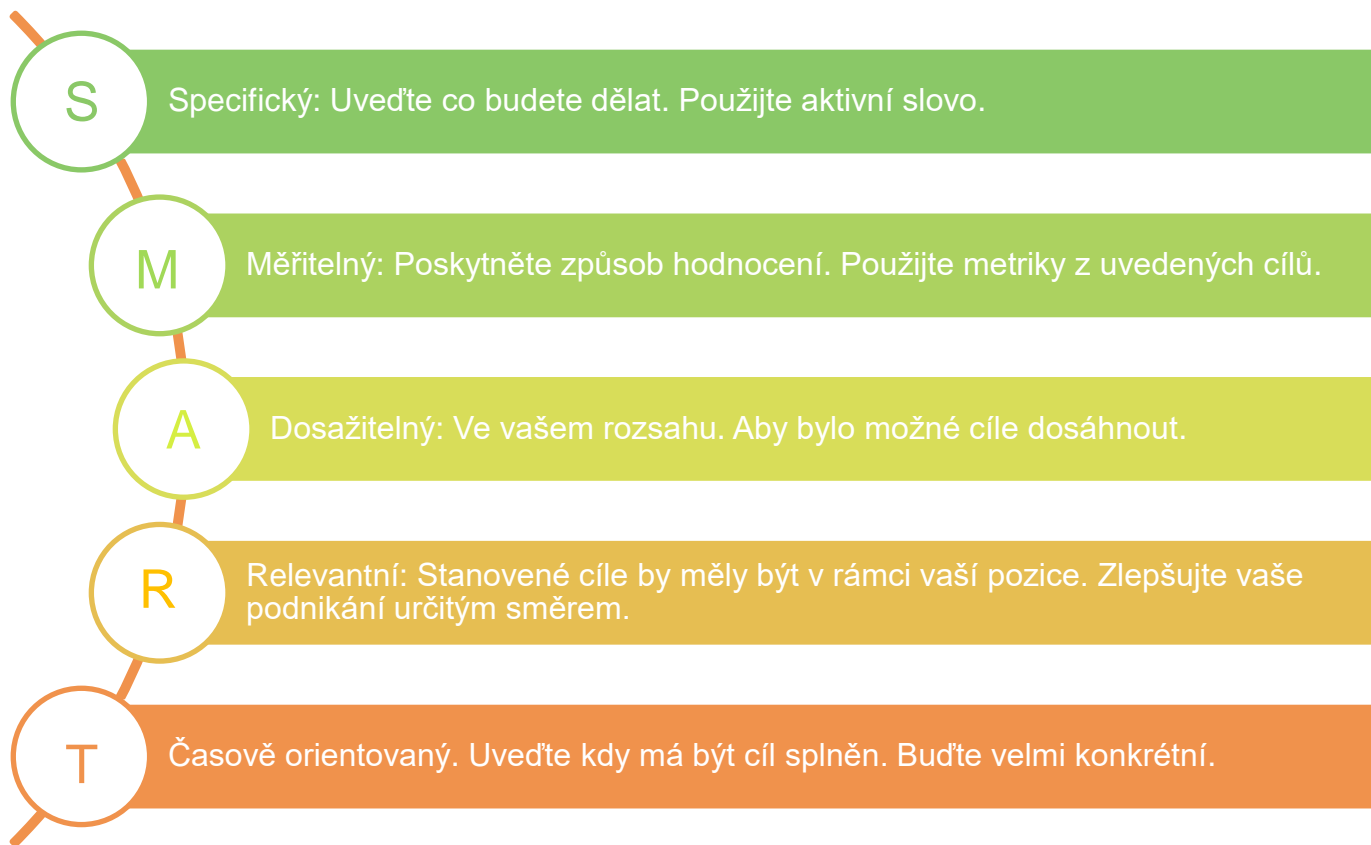 S
Specifický: Uveďte co budete dělat. Použijte aktivní slovo.
M
Měřitelný: Poskytněte způsob hodnocení. Použijte metriky z uvedených cílů.
A
Dosažitelný: Ve vašem rozsahu. Aby bylo možné cíle dosáhnout.
R
Relevantní: Stanovené cíle by měly být v rámci vaší pozice. Zlepšujte vaše
podnikání určitým směrem.
T
Časově orientovaný. Uveďte kdy má být cíl splněn. Buďte velmi konkrétní.